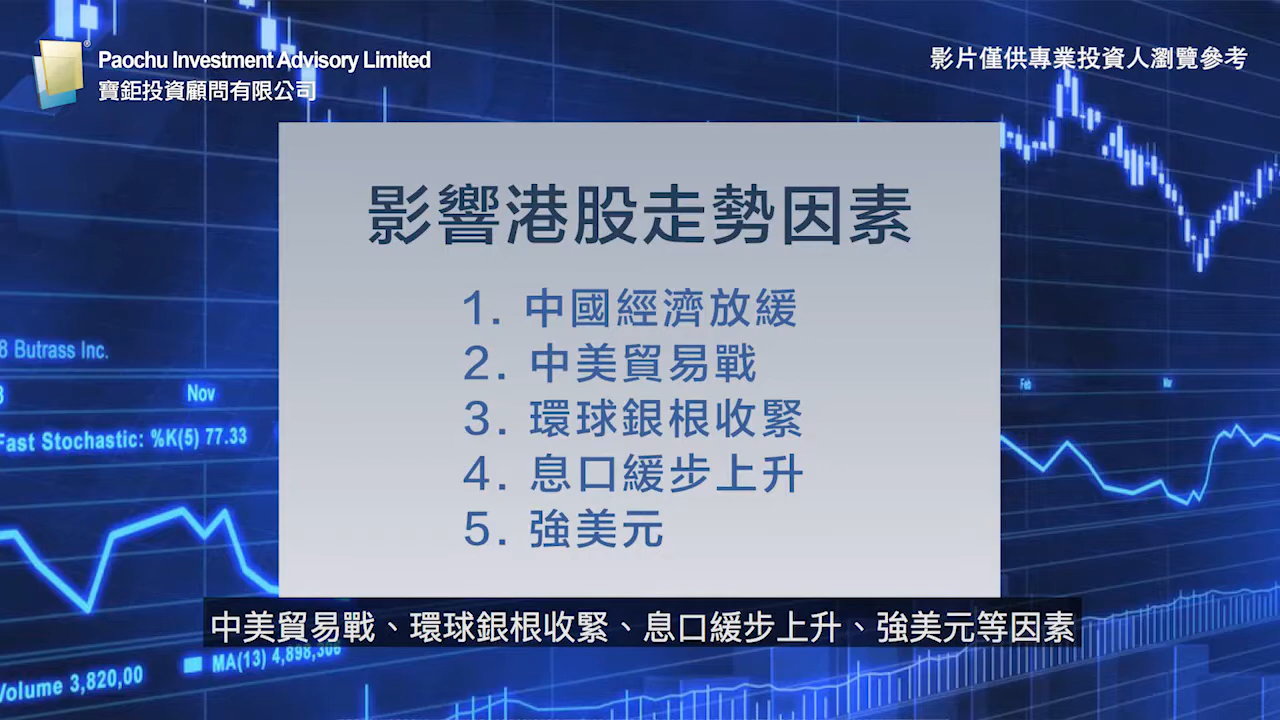 Paochu Investment Advisory Limited
寶鉅投資顧問有限公司
影片僅供專業投資人瀏覽參考
影響港股走勢因素
1. 中國經濟放緩
2. 中美貿易戰
3. 環球銀根收緊
4. 息口緩步上升
5. 強美元
8 Butrass Inc.
Nov
Fast Stochastic: %K(5) 77.33
Feb
Mar
中美貿易戰、環球銀根收緊、息口緩步上升、強美元等因素
MA(13) 4,898,306
Volume 3,820,00